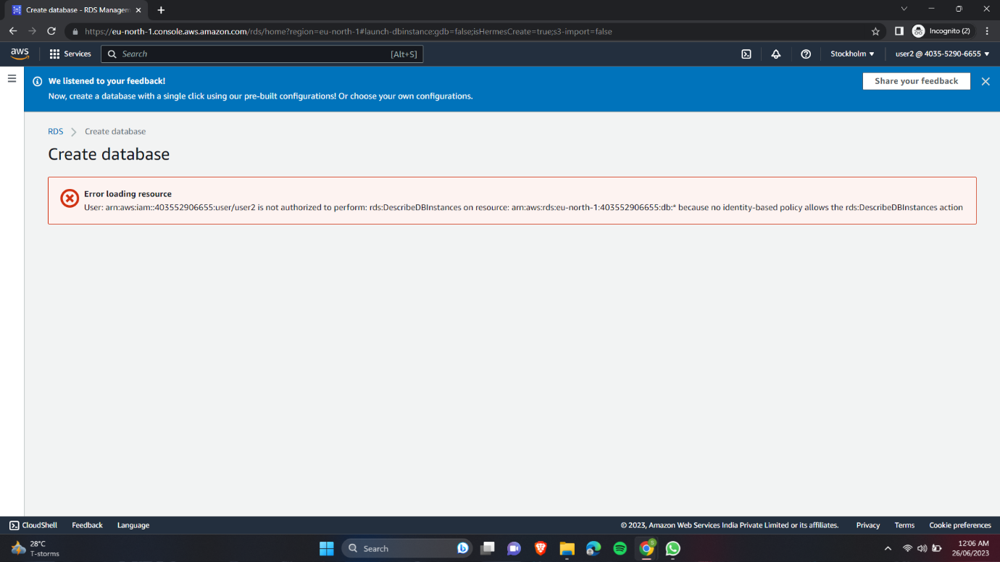 Create database - RDS Managem
https://eu-north-1.console.aws.amazon.com/rds/home?region=eu-north-1#launch-dbinstance:gdb=false;isHermesCreate=true;s3-import=false
Incognito (2)
aws
Services
Search
[Alt+S]
Stockholm
user2 @ 4035-5290-6655
We listened to your feedback!
Now, create a database with a single click using our pre-built configurations! Or choose your own configurations.
Share your feedback
RDS
Create database
Create database
Error loading resource
User: arn:aws:iam::403552906655:user/user2 is not authorized to perform: rds:DescribeDBInstances on resource: arn:aws:rds:eu-north-1:403552906655:db:* because no identity-based policy allows the rds:DescribeDBInstances action
CloudShell
Feedback
Language
© 2023, Amazon Web Services India Private Limited or its affiliates.
Privacy
Terms
Cookie preferences
28°C
T-storms
Search
5
12:06 AM
26/06/2023